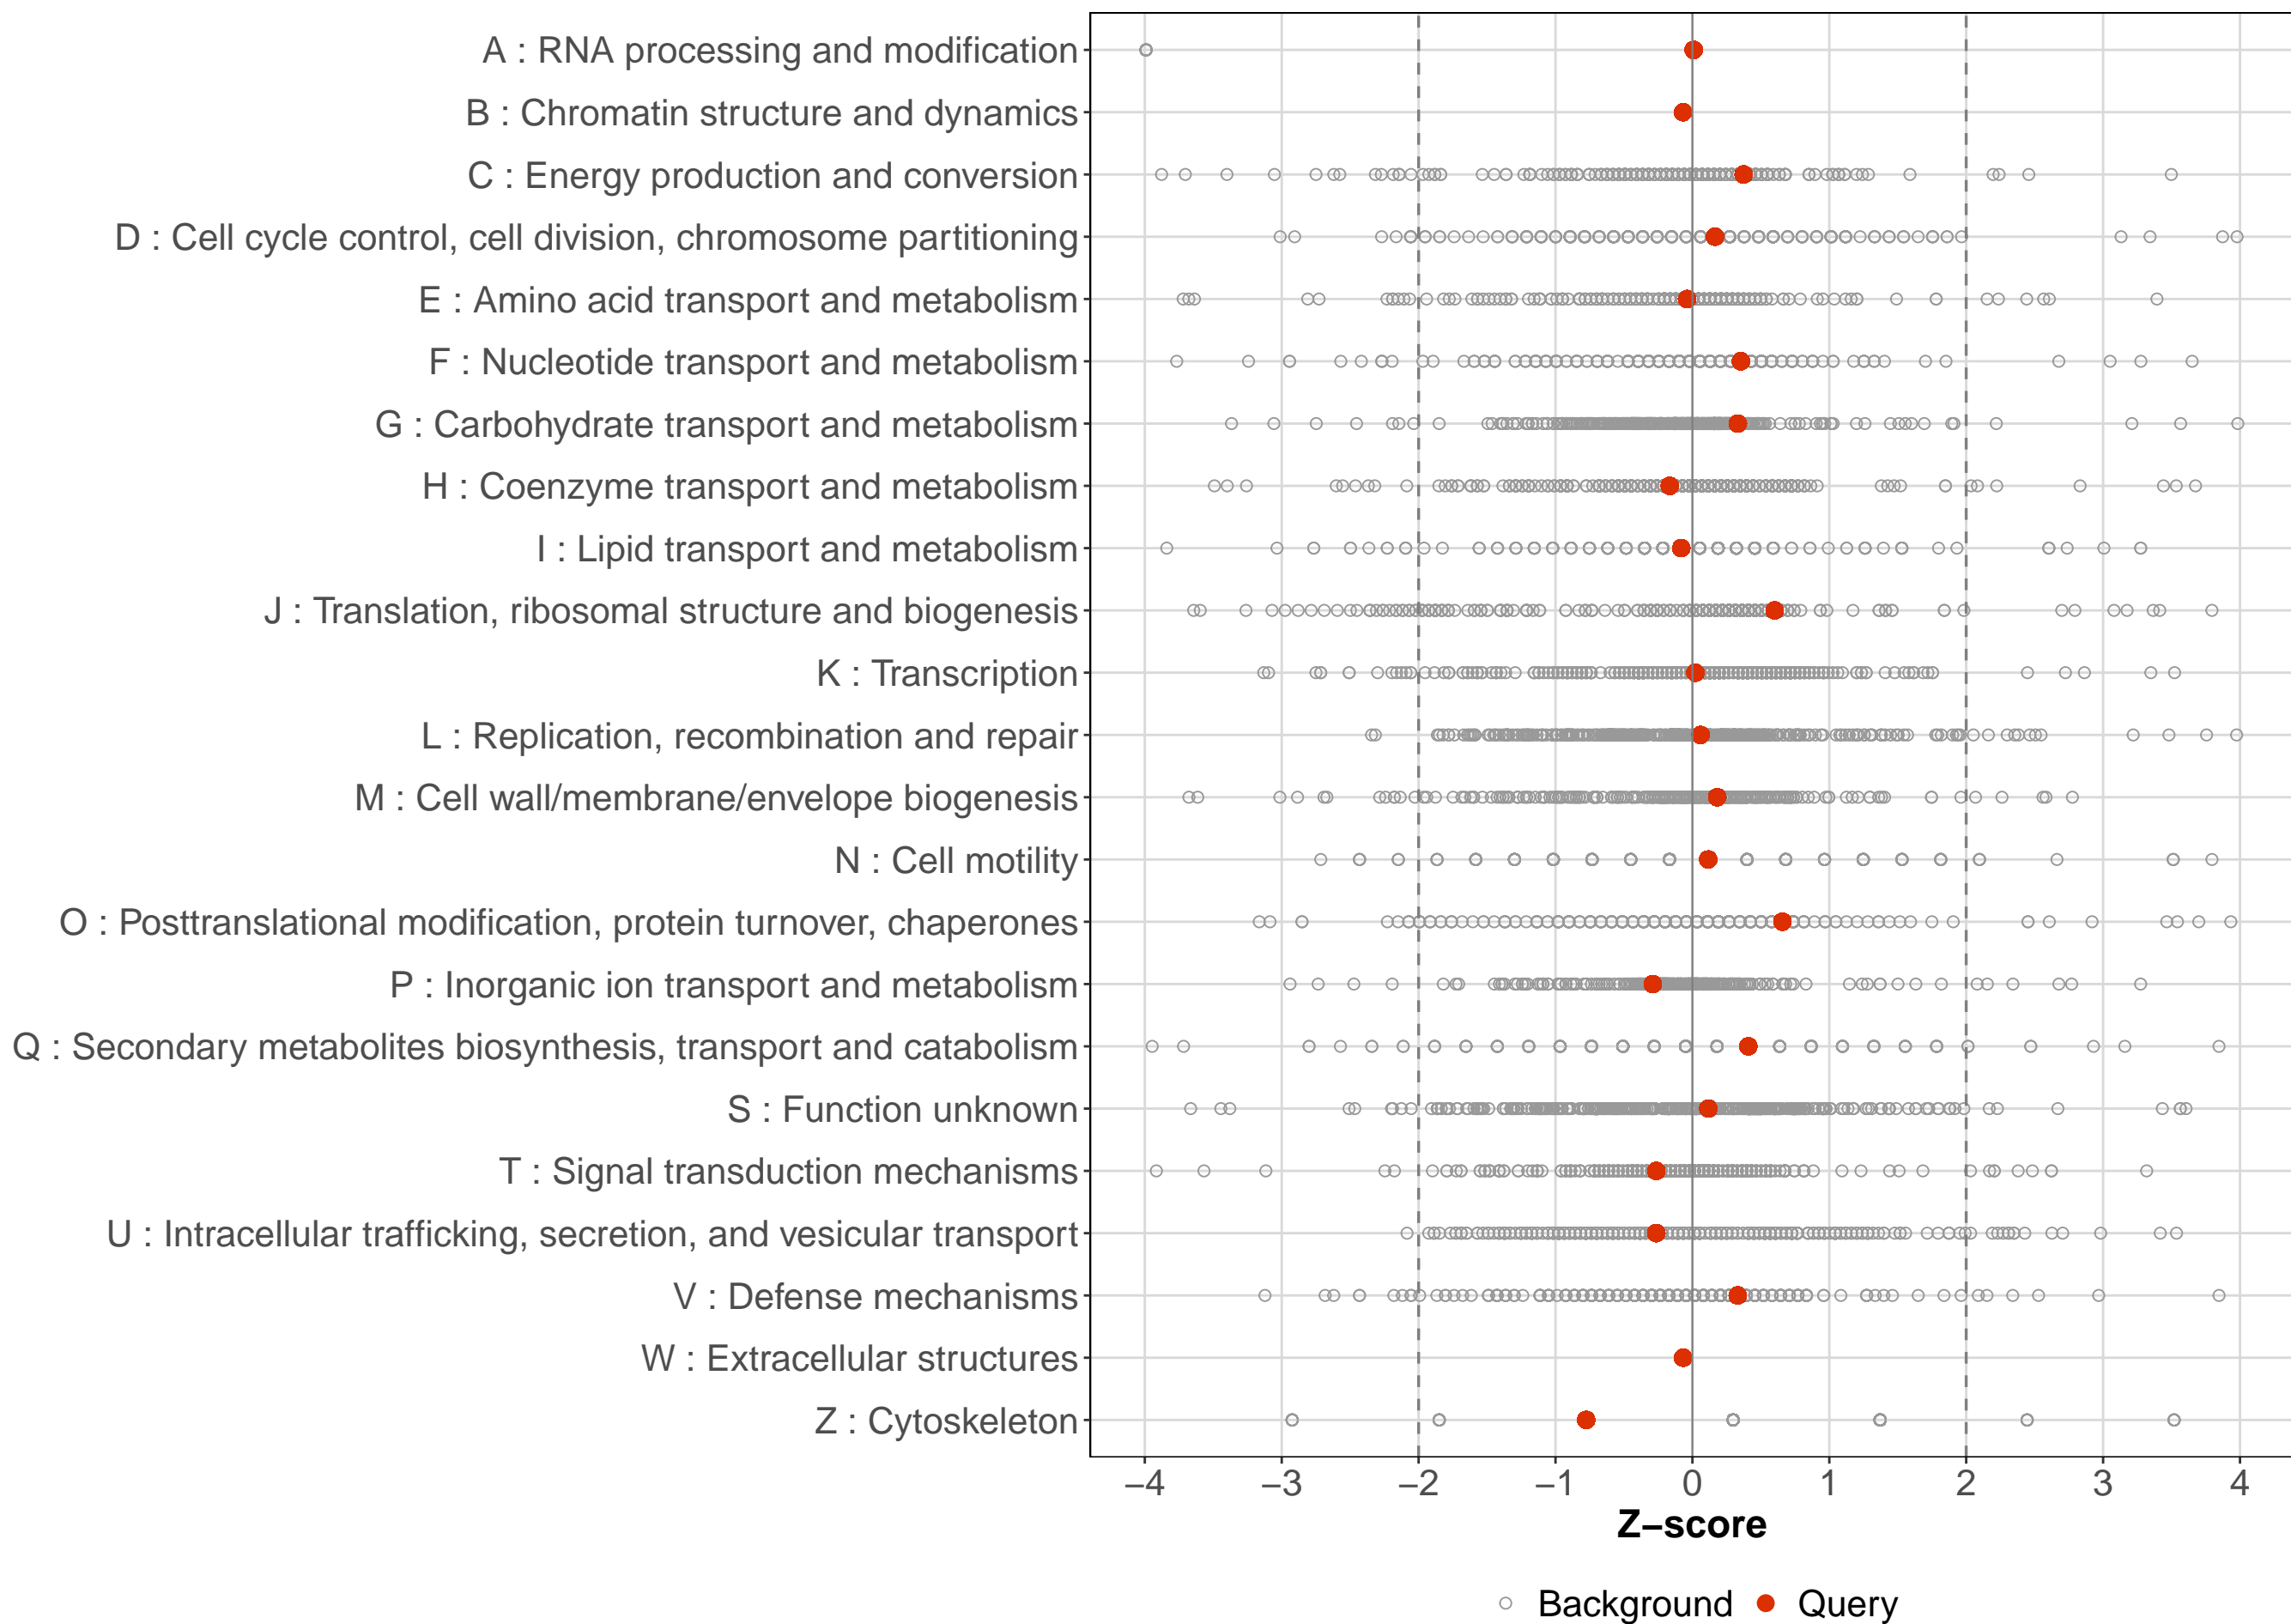 A : RNA processing and modification
B : Chromatin structure and dynamics
C : Energy production and conversion
D : Cell cycle control, cell division, chromosome partitioning
E : Amino acid transport and metabolism
F : Nucleotide transport and metabolism
G : Carbohydrate transport and metabolism
H : Coenzyme transport and metabolism
I : Lipid transport and metabolism
J : Translation, ribosomal structure and biogenesis
K : Transcription
L : Replication, recombination and repair
M : Cell wall/membrane/envelope biogenesis
N : Cell motility
O : Posttranslational modification, protein turnover, chaperones
P : Inorganic ion transport and metabolism
Q : Secondary metabolites biosynthesis, transport and catabolism
S : Function unknown
T : Signal transduction mechanisms
U : Intracellular trafficking, secretion, and vesicular transport
V : Defense mechanisms
W : Extracellular structures
Z : Cytoskeleton
−4 −3 −2 −1 0 1 2 3 4
Z−score
Background Query